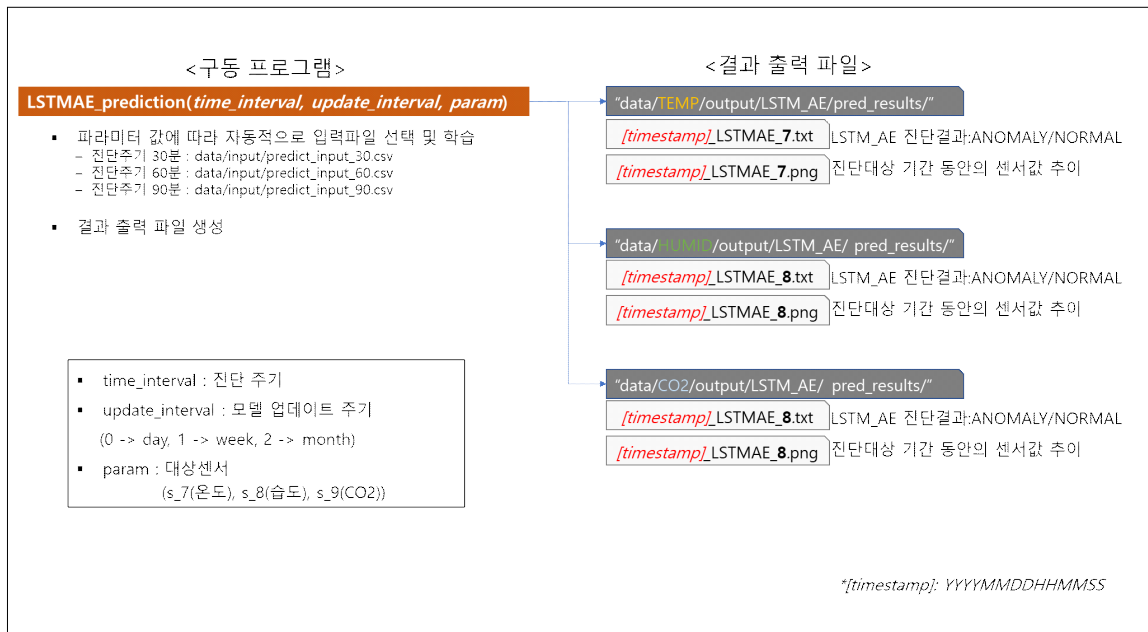 <구동 프로그램>
LSTMAE_prediction(time_interval, update_interval, param)
▪ 파라미터 값에 따라 자동적으로 입력파일 선택 및 학습
– 진단주기 30분 : data/input/predict_input_30.csv
– 진단주기 60분 : data/input/predict_input_60.csv
– 진단주기 90분 : data/input/predict_input_90.csv
▪ 결과 출력 파일 생성
▪ time_interval : 진단 주기
▪ update_interval : 모델 업데이트 주기
(0 -> day, 1 -> week, 2 -> month)
▪ param : 대상센서
(s_7(온도), s_8(습도), s_9(CO2))
<결과 출력 파일>
“data/TEMP/output/LSTM_AE/pred_results/”
[timestamp]_LSTMAE_7.txt LSTM_AE 진단결과:ANOMALY/NORMAL
[timestamp]_LSTMAE_7.png 진단대상 기간 동안의 센서값 추이
“data/HUMID/output/LSTM_AE/ pred_results/”
[timestamp]_LSTMAE_8.txt LSTM_AE 진단결과:ANOMALY/NORMAL
[timestamp]_LSTMAE_8.png 진단대상 기간 동안의 센서값 추이
“data/CO2/output/LSTM_AE/ pred_results/”
[timestamp]_LSTMAE_8.txt LSTM_AE 진단결과:ANOMALY/NORMAL
[timestamp]_LSTMAE_8.png 진단대상 기간 동안의 센서값 추이
*[timestamp]: YYYYMMDDHHMMSS